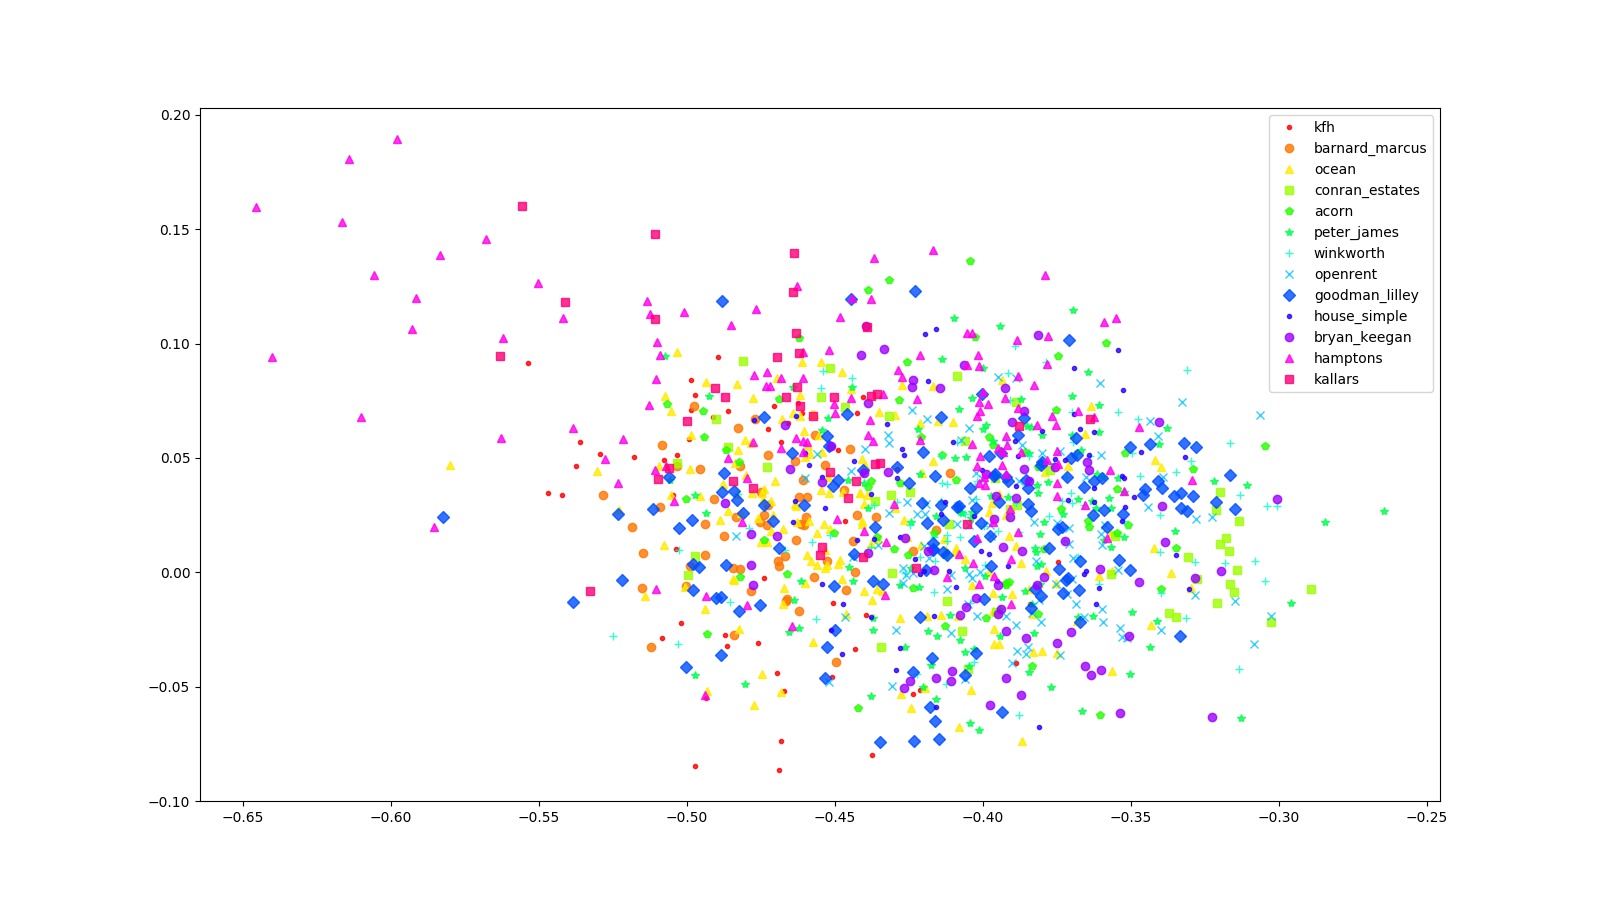 0.20
0.15
0.10
0.05
0.00
−0.05
−0.10
−0.65
−0.60
−0.55
−0.50
−0.45
−0.40
−0.35
−0.30
−0.25
kfh
barnard_marcus
ocean
conran_estates
acorn
peter_james
winkworth
openrent
goodman_lilley
house_simple
bryan_keegan
hamptons
kallars